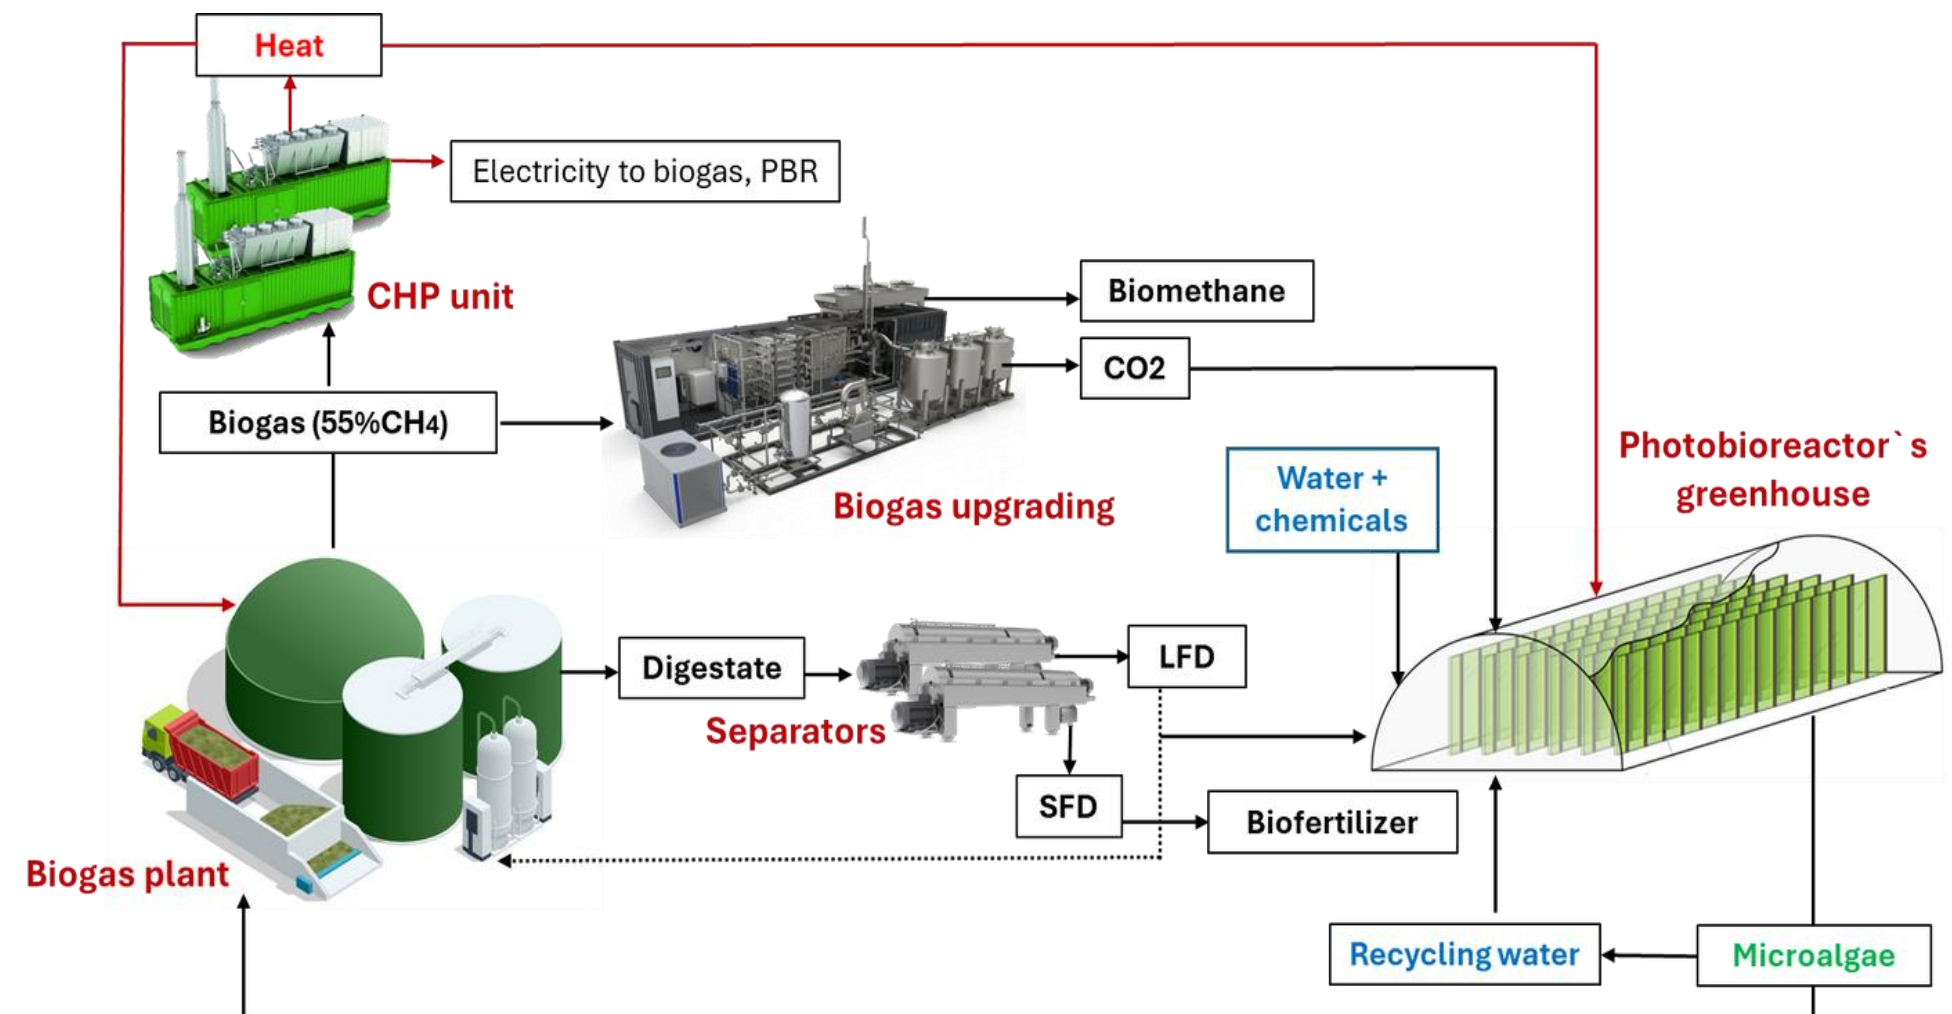 Heat
Electricity to biogas, PBR
CHP unit
Biomethane
CO2
Biogas (55%CH4)
Biogas upgrading
Water +
chemicals
Photobioreactor`s
greenhouse
Digestate
LFD
Separators
SFD
Biofertilizer
Biogas plant
Recycling water
Microalgae